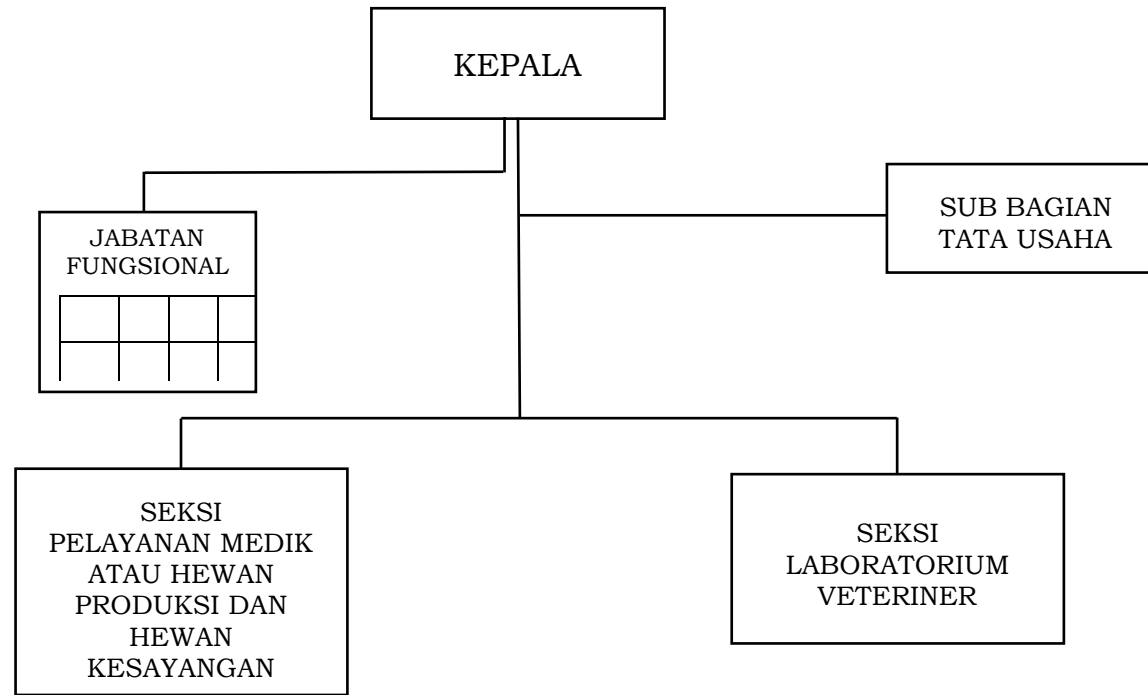 KEPALA
SUB BAGIAN
TATA USAHA
JABATAN
FUNGSIONAL
SEKSI
PELAYANAN MEDIK
ATAU HEWAN
PRODUKSI DAN
HEWAN
KESAYANGAN
SEKSI
LABORATORIUM
VETERINER